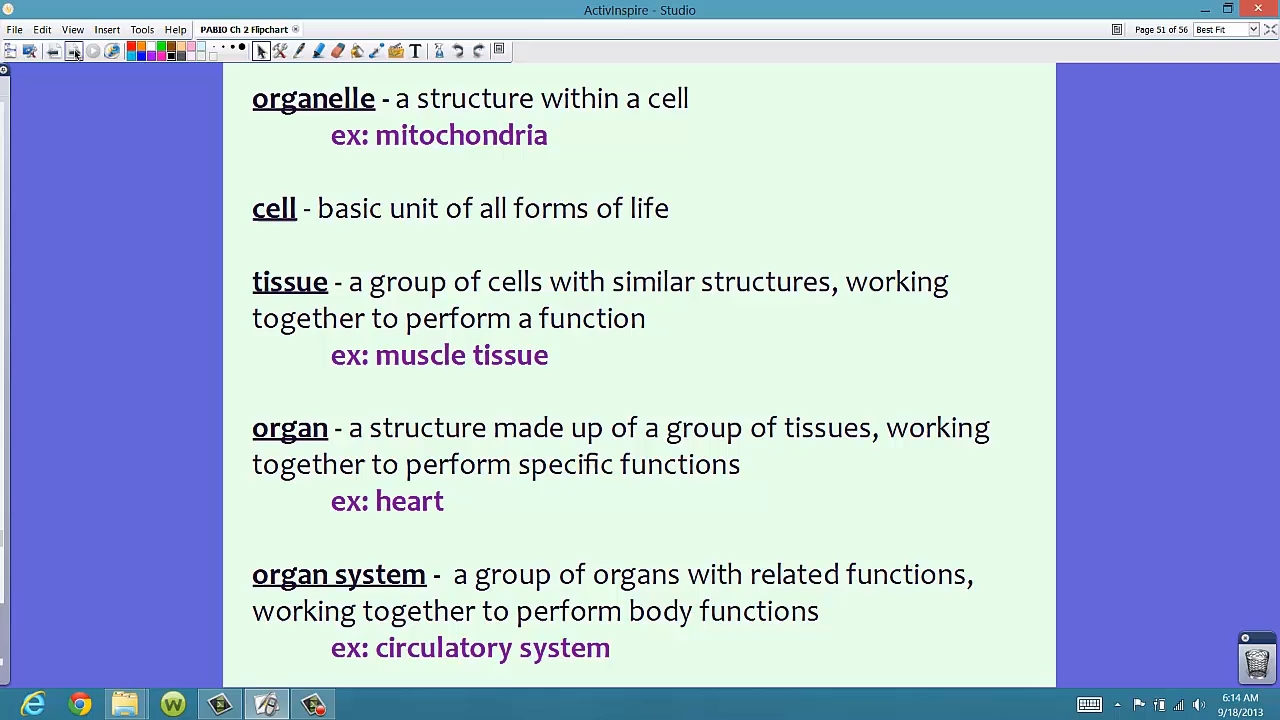 ActivInspire - Studio
File Edit View Insert Tools Help PABIO Ch 2 Flipchart Page 51 of 56 Best Fit
organelle - a structure within a cell
ex: mitochondria
cell - basic unit of all forms of life
tissue - a group of cells with similar structures, working
together to perform a function
ex: muscle tissue
organ - a structure made up of a group of tissues, working
together to perform specific functions
ex: heart
organ system - a group of organs with related functions,
working together to perform body functions
ex: circulatory system
6:14 AM
9/18/2013